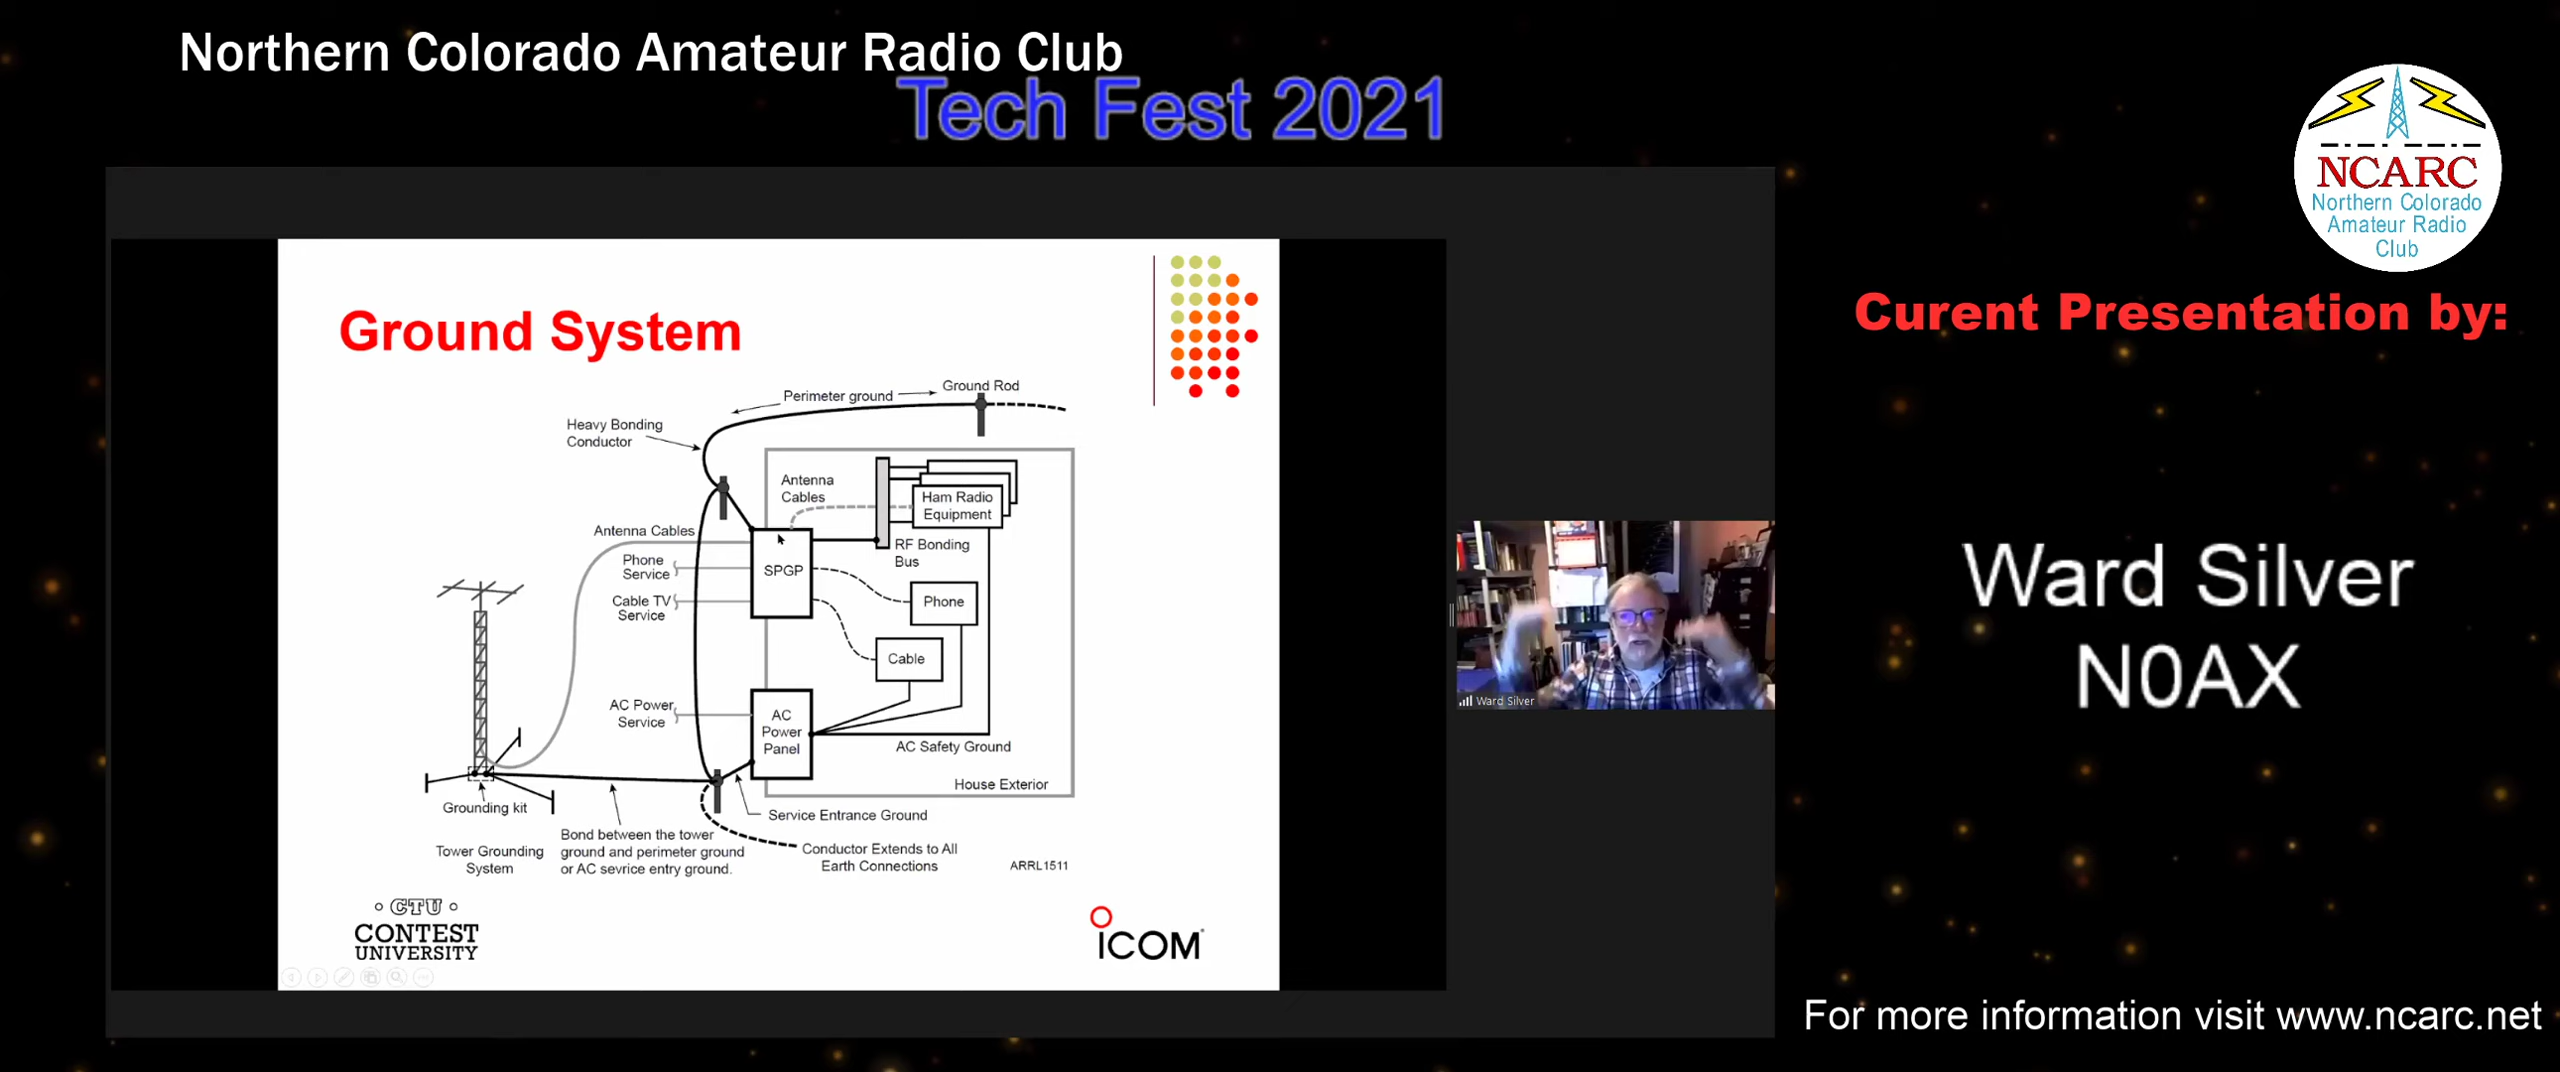 Northern Colorado Amateur Radio Club
Tech Fest 2021
NCARC
Northern Colorado
Amateur Radio
Club
Curent Presentation by:
Ward Silver
N0AX
For more information visit www.ncarc.net
Ground System
Perimeter ground
Ground Rod
Heavy Bonding
Conductor
Antenna
Cables
Ham Radio
Equipment
Antenna Cables
RF Bonding
Bus
Phone
Service
SPGP
Cable TV
Service
Phone
Cable
AC Power
Service
AC
Power
Panel
AC Safety Ground
House Exterior
Grounding kit
Service Entrance Ground
Tower Grounding
System
Bond between the tower
ground and perimeter ground
or AC sevrice entry ground.
Conductor Extends to All
Earth Connections
ARRL1511
CTU
CONTEST
UNIVERSITY
ICOM
Ward Silver